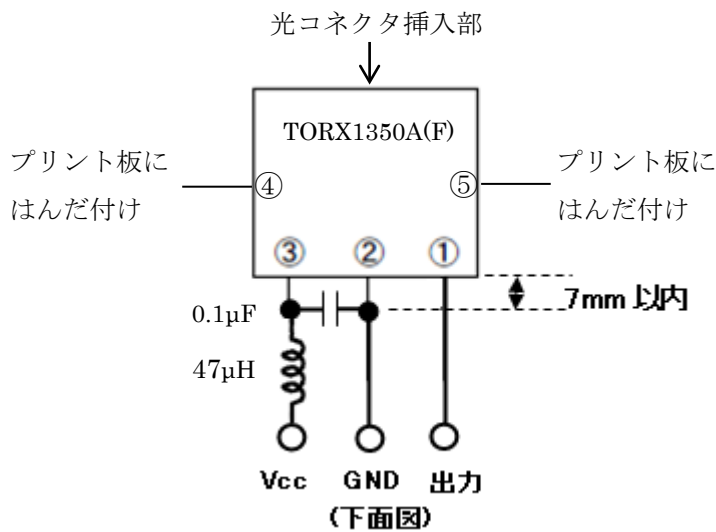 光コネクタ挿入部
TORX1350A(F)
プリント板に
はんだ付け
④
⑤
プリント板に
はんだ付け
③ ② ①
7mm 以内
0.1μF
47μH
Vcc GND 出力
(下面図)